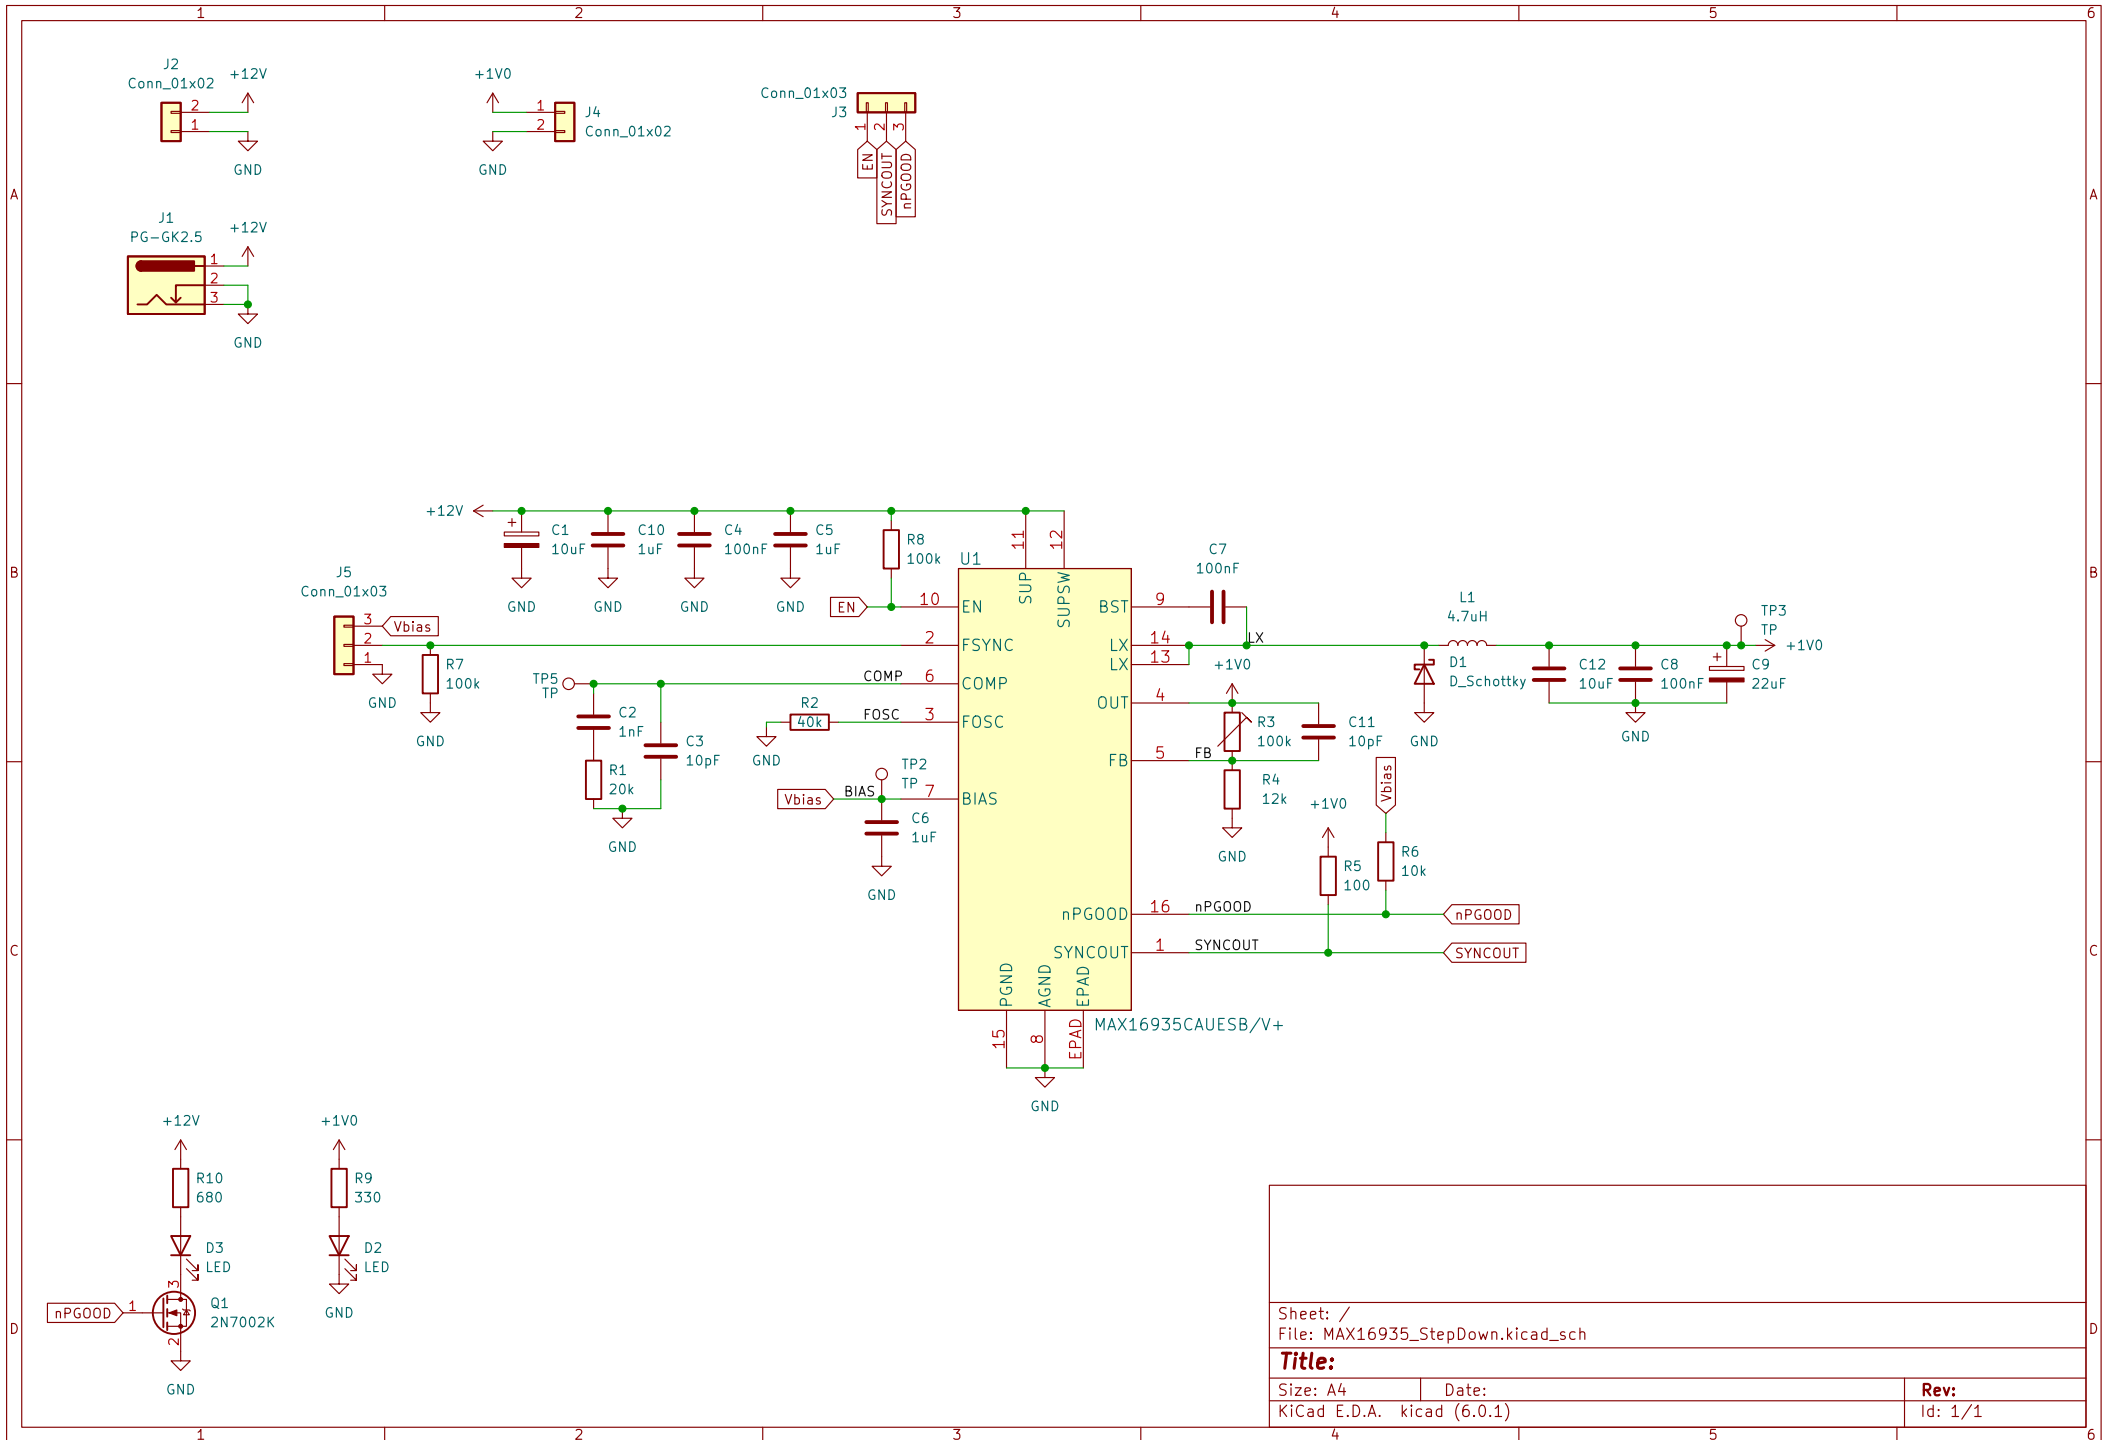 1 2 3 4 5 6
J2
Conn_01x02
+12V
2
1
GND
+1V0
1
2
J4
Conn_01x02
GND
Conn_01x03
J3
1
2
3
EN
SYNCOUT
nPGOOD
A
A
J1
PG-GK2.5
+12V
1
2
3
GND
+12V
C1
10uF
GND
C10
1uF
GND
C4
100nF
GND
C5
1uF
GND
R8
100k
11
12
U1
SUP
SUPSW
C7
100nF
B
B
J5
Conn_01x03
3
2
1
Vbias
GND
R7
100k
GND
EN
10
EN
2
FSYNC
TP5
TP
COMP
6
COMP
C2
1nF
C3
10pF
R1
20k
GND
R2
40k
GND
FOSC
3
FOSC
Vbias
BIAS
TP2
TP
7
BIAS
C6
1uF
GND
BST
9
LX
14
LX
13
LX
L1
4.7uH
D1
D_Schottky
GND
C12
10uF
C8
100nF
C9
22uF
GND
TP3
TP
+1V0
+1V0
OUT
4
R3
100k
C11
10pF
FB
5
FB
R4
12k
GND
+1V0
R5
100
Vbias
R6
10k
nPGOOD
16
nPGOOD
nPGOOD
SYNCOUT
1
SYNCOUT
SYNCOUT
C
C
PGND
AGND
EPAD
15
8
EPAD
MAX16935CAUESB/V+
GND
+12V
R10
680
D3
LED
3
nPGOOD
1
Q1
2N7002K
2
GND
+1V0
R9
330
D2
LED
GND
D
D
Sheet: /
File: MAX16935_StepDown.kicad_sch
Title:
Size: A4
Date:
Rev:
KiCad E.D.A. kicad (6.0.1)
Id: 1/1
1 2 3 4 5 6